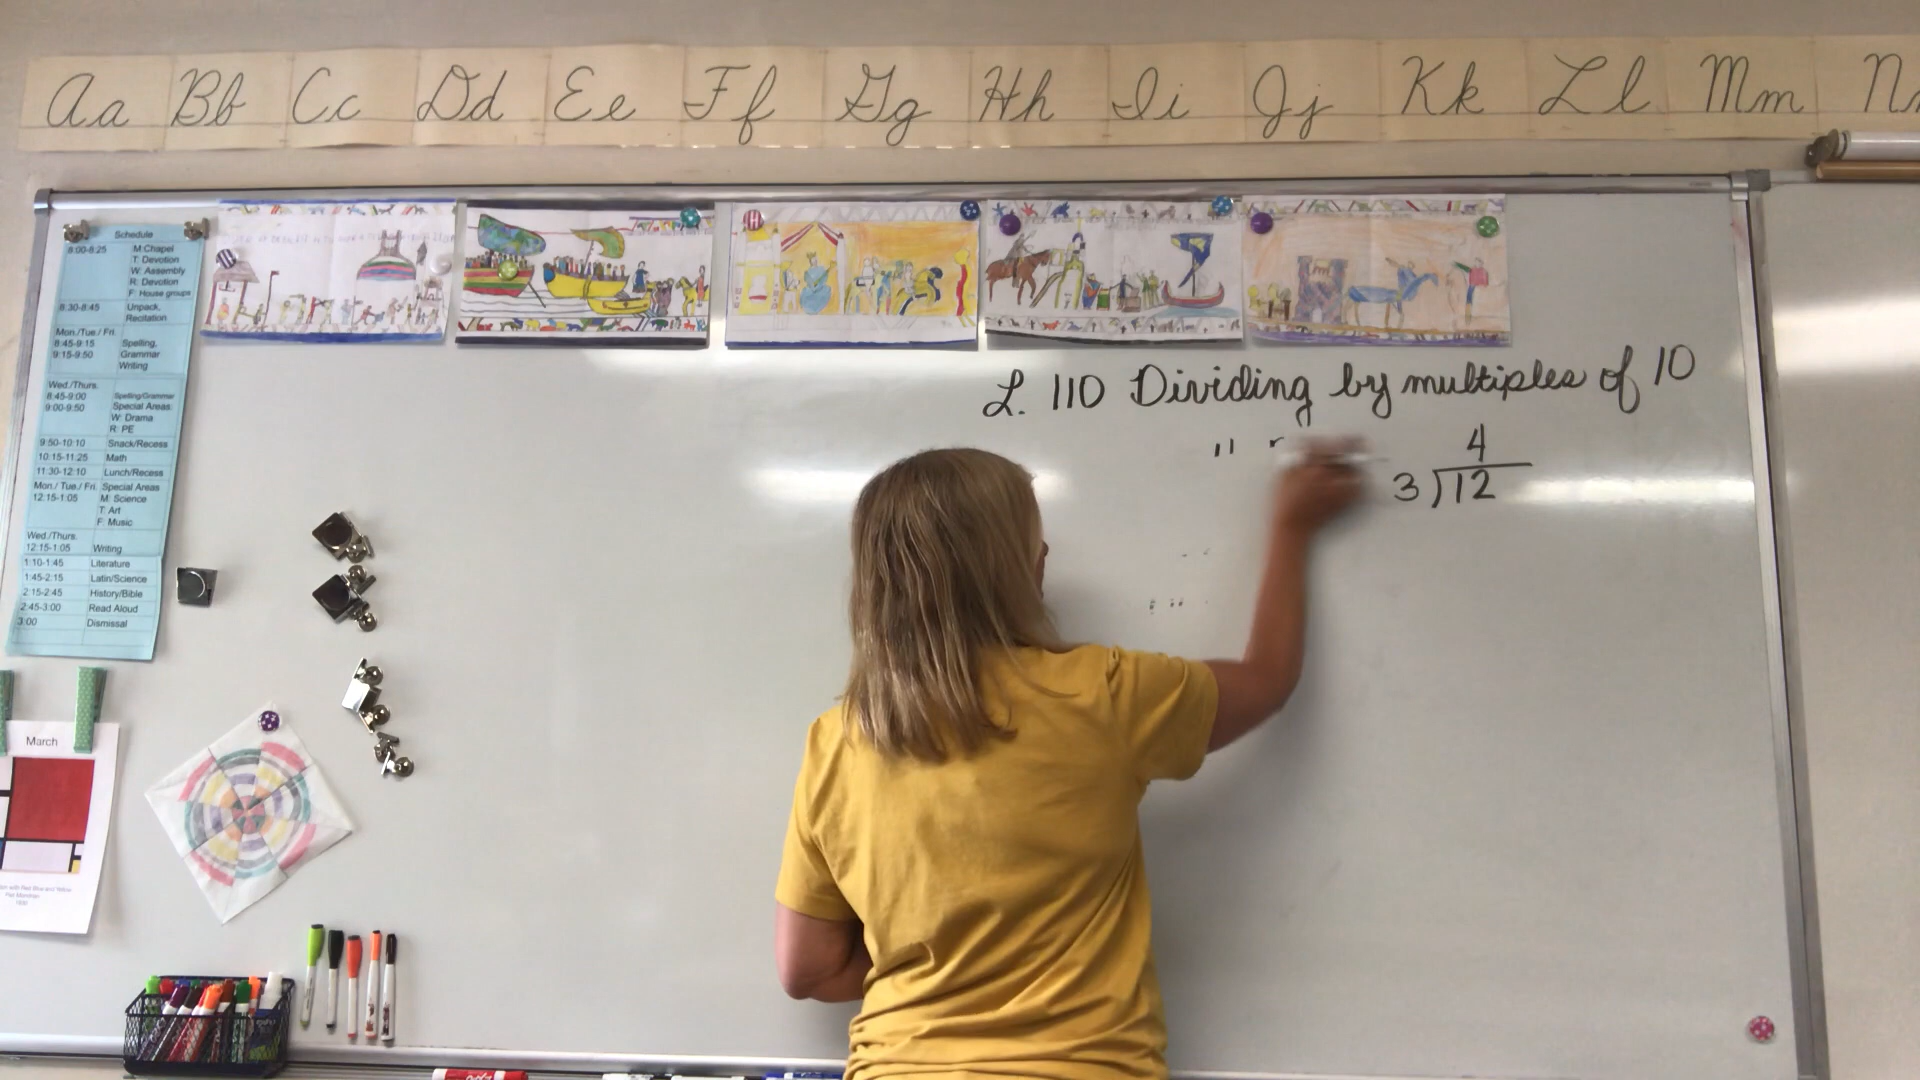 Aa Bb Cc Dd Ee Ff Gg Hh Ii Jj Kk Ll Mm
Schedule
8:00-8:25 M:Chapel
T: Devotion
W: Assembly
R: Devotion
F: House groups
8:30-8:45 Unpack,
Recitation
Mon./Tue./ Fri.
8:45-9:15 Spelling,
9:15-9:50 Grammar
Writing
Wed./Thurs.
8:45-9:00 Spelling/Grammar
9:00-9:50 Special Areas:
W: Drama
R: PE
9:50-10:10 Snack/Recess
10:15-11:25 Math
11:30-12:10 Lunch/Recess
Mon./ Tue./ Fri. Special Areas
12:15-1:05 M: Science
T: Art
F: Music
Wed./Thurs.
12:15-1:05 Writing
1:10-1:45 Literature
1:45-2:15 Latin/Science
2:15-2:45 History/Bible
2:45-3:00 Read Aloud
3:00 Dismissal
L. 110 Dividing by multiples of 10
4
3)12
March